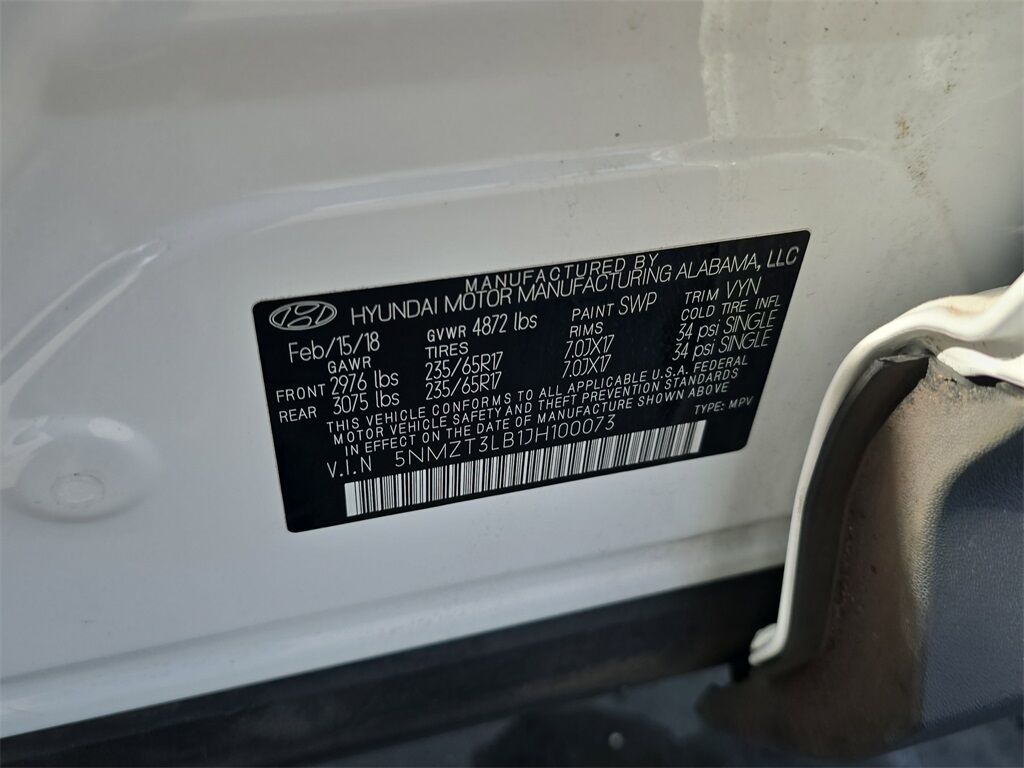 MANUFACTURED BY
HYUNDAI MOTOR MANUFACTURING ALABAMA, LLC
Feb/15/18 GVWR 4872 lbs PAINT SWP TRIM VYN
GAWR TIRES RIMS COLD TIRE INFL
FRONT 2976 lbs 235/65R17 7.0JX17 34 psi SINGLE
REAR 3075 lbs 235/65R17 7.0JX17 34 psi SINGLE
THIS VEHICLE CONFORMS TO ALL APPLICABLE U.S.A. FEDERAL
MOTOR VEHICLE SAFETY AND THEFT PREVENTION STANDARDS
IN EFFECT ON THE DATE OF MANUFACTURE SHOWN ABOVE
V.I.N 5NMZT3LB1JH100073 TYPE: MPV